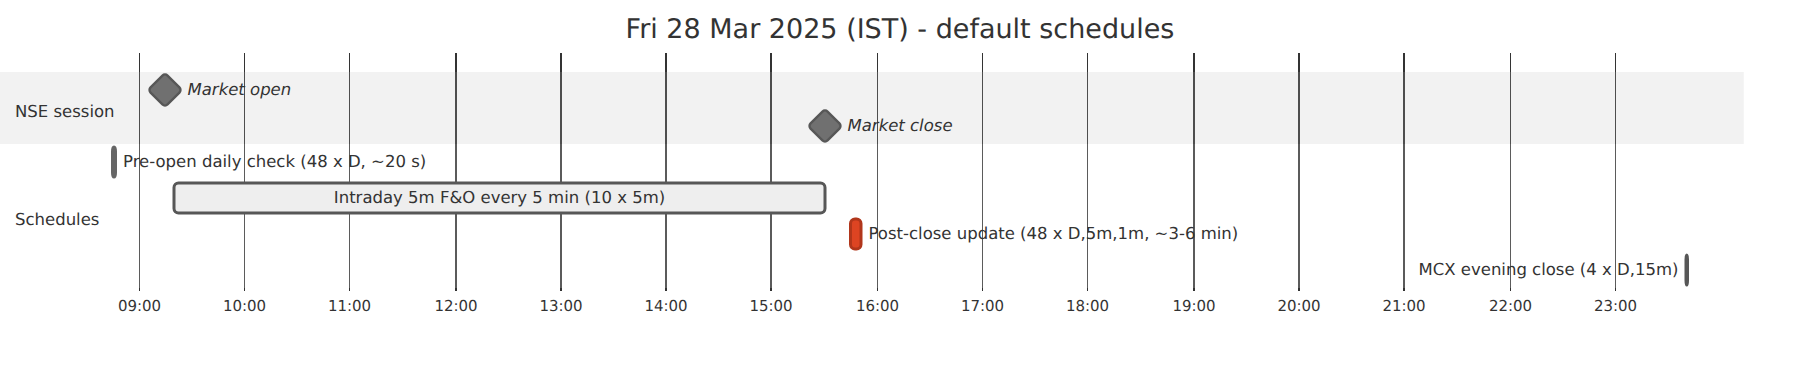 Fri 28 Mar 2025 (IST) - default schedules
Market open
NSE session
Market close
Pre-open daily check (48 x D, ~20 s)
Intraday 5m F&O every 5 min (10 x 5m)
Schedules
Post-close update (48 x D,5m,1m, ~3-6 min)
MCX evening close (4 x D,15m)
09:00 10:00 11:00 12:00 13:00 14:00 15:00 16:00 17:00 18:00 19:00 20:00 21:00 22:00 23:00